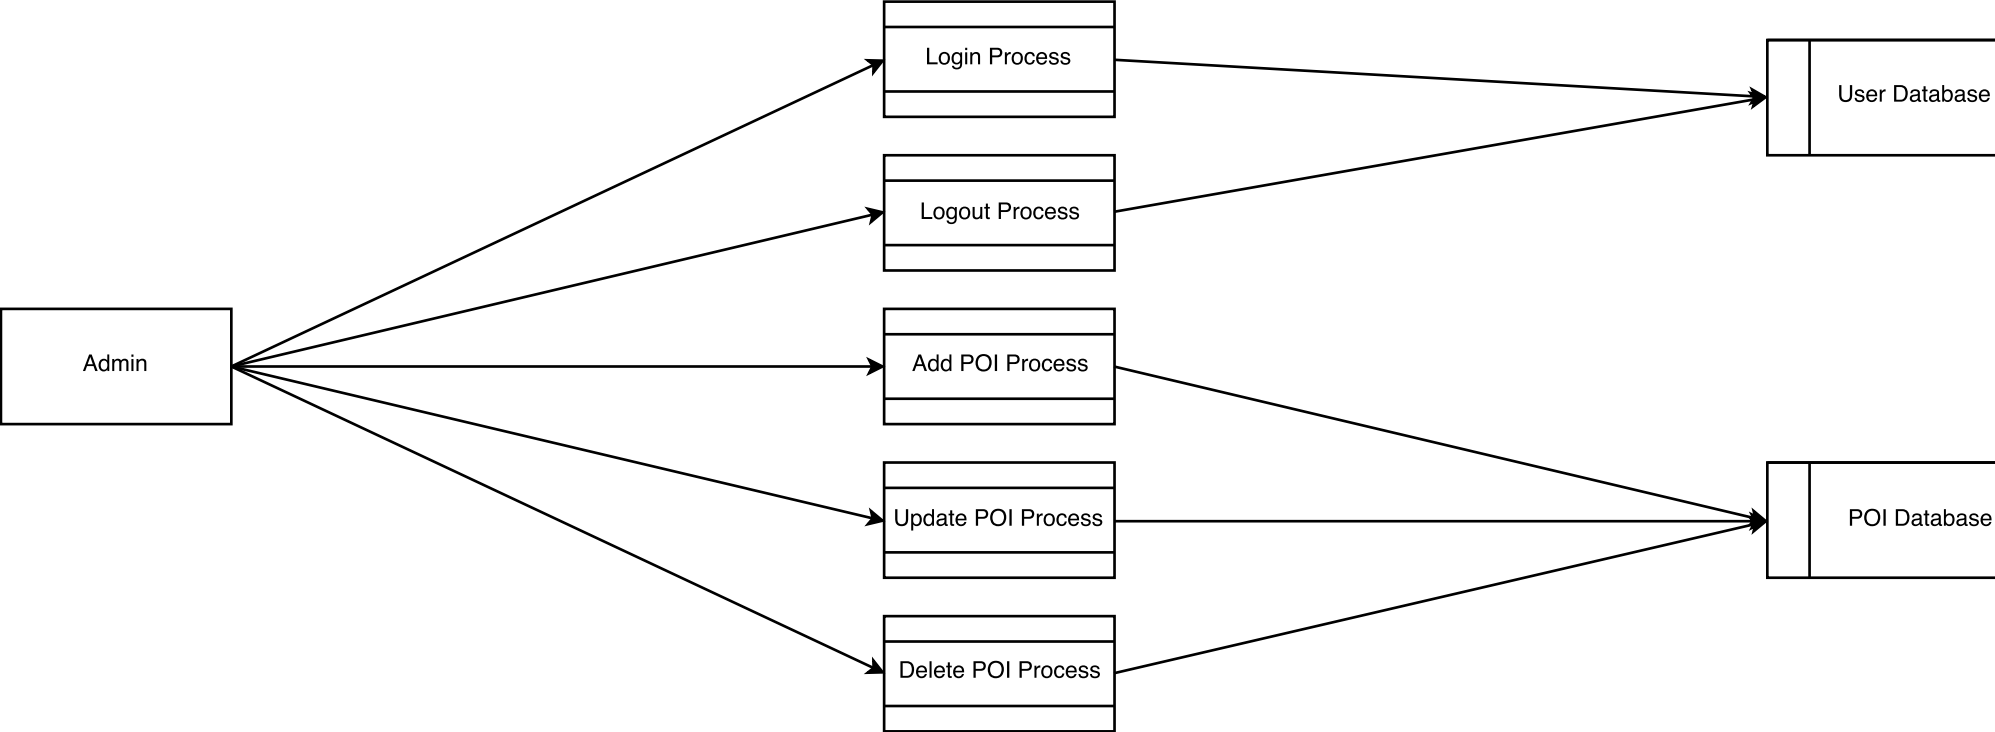 Login Process
User Database
Logout Process
Admin
Add POI Process
Update POI Process
POI Database
Delete POI Process